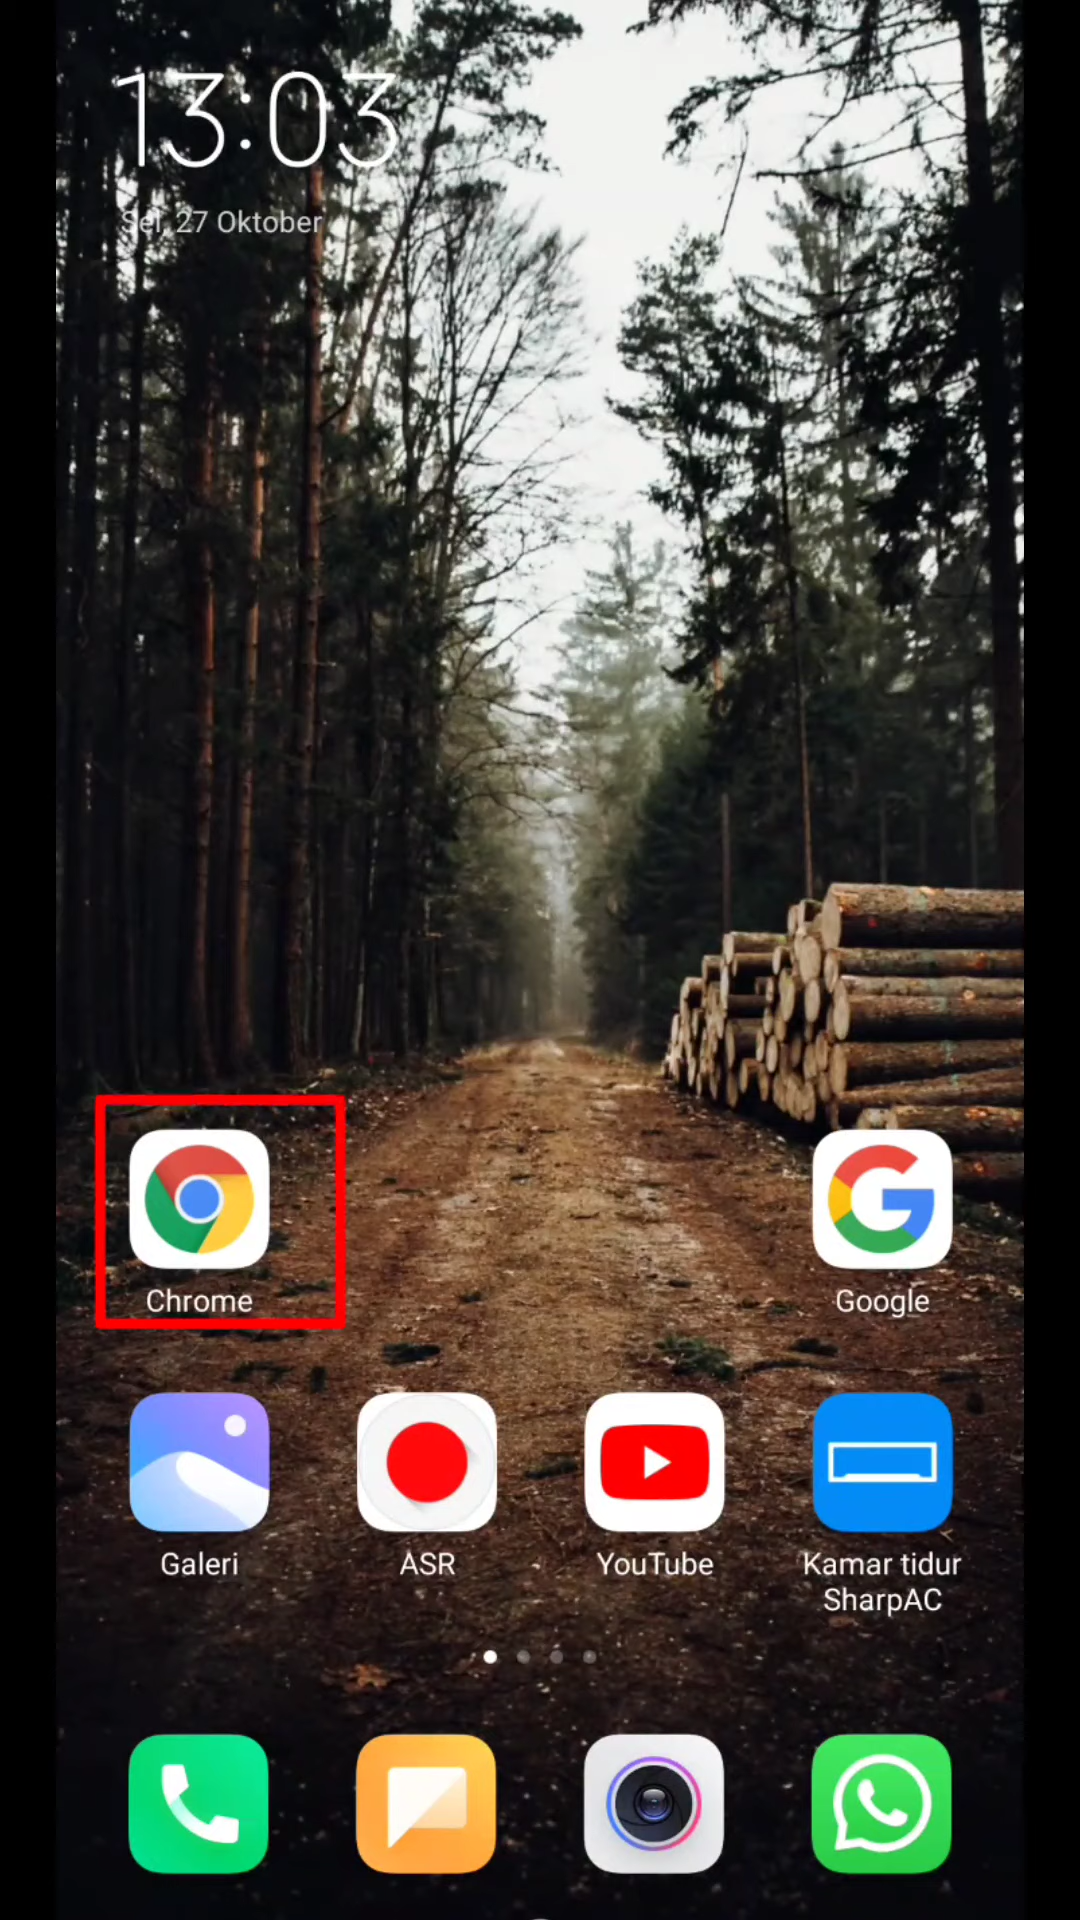 13:03
Sel, 27 Oktober
Chrome
Google
Galeri
ASR
YouTube
Kamar tidur
SharpAC